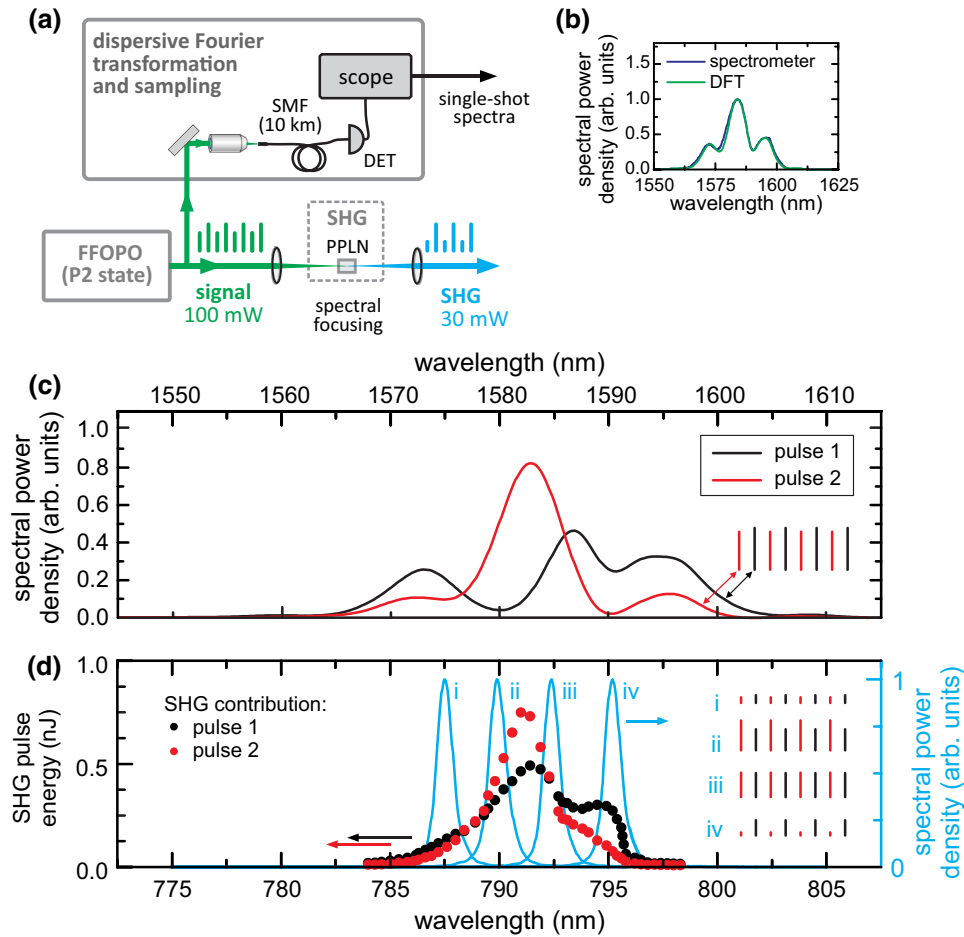 (a)
dispersive Fourier
transformation
and sampling
scope
SMF
(10 km)
DET
single-shot
spectra
FFOPO
(P2 state)
signal
100 mW
SHG
PPLN
spectral
focusing
SHG
30 mW
(b)
spectral power
density (arb. units)
1.5
1.0
0.5
0.0
spectrometer
DFT
1550 1575 1600 1625
wavelength (nm)
wavelength (nm)
(c)
1550 1560 1570 1580 1590 1600 1610
spectral power
density (arb. units)
1.0
0.8
0.6
0.4
0.2
0.0
pulse 1
pulse 2
(d)
SHG pulse
energy (nJ)
1.0
0.5
0.0
SHG contribution:
pulse 1
pulse 2
i ii iii iv
i
ii
iii
iv
1
0
spectral power
density (arb. units)
775 780 785 790 795 800 805
wavelength (nm)